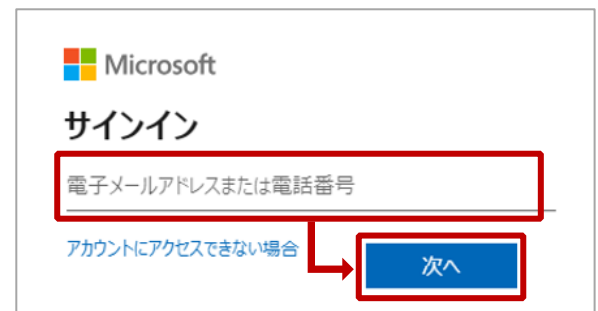 Microsoft
サインイン
電子メールアドレスまたは電話番号
アカウントにアクセスできない場合
次へ